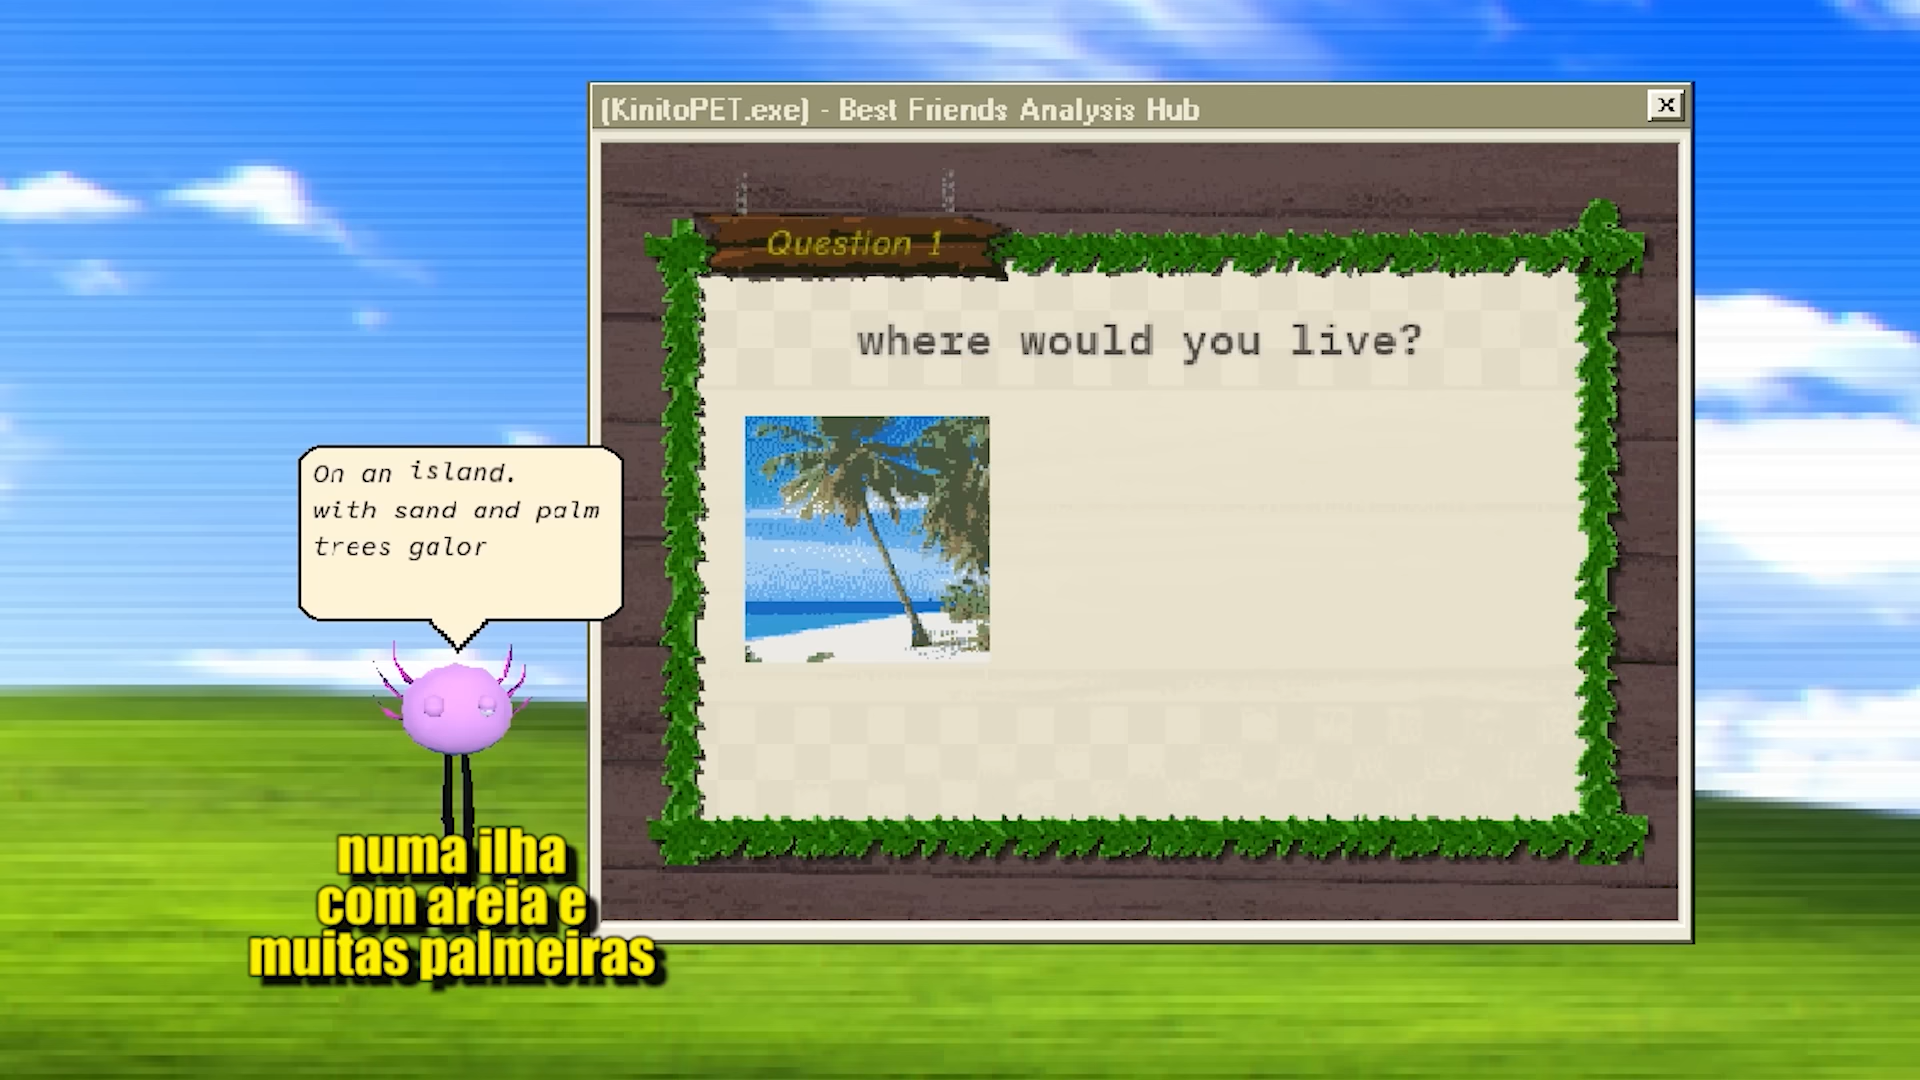 (KinitoPET.exe) - Best Friends Analysis Hub
Question 1
where would you live?
On an island.
with sand and palm
trees galor
numa ilha
com areia e
muitas palmeiras